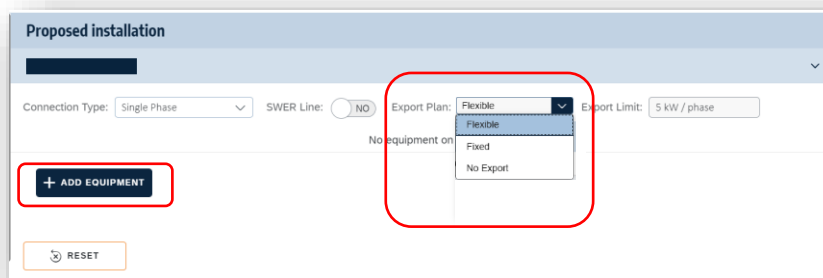 Proposed installation
Connection Type: Single Phase SWER Line: NO Export Plan: Flexible Export Limit: 5 kW / phase
Flexible
No equipment on
Fixed
No Export
+ ADD EQUIPMENT
RESET